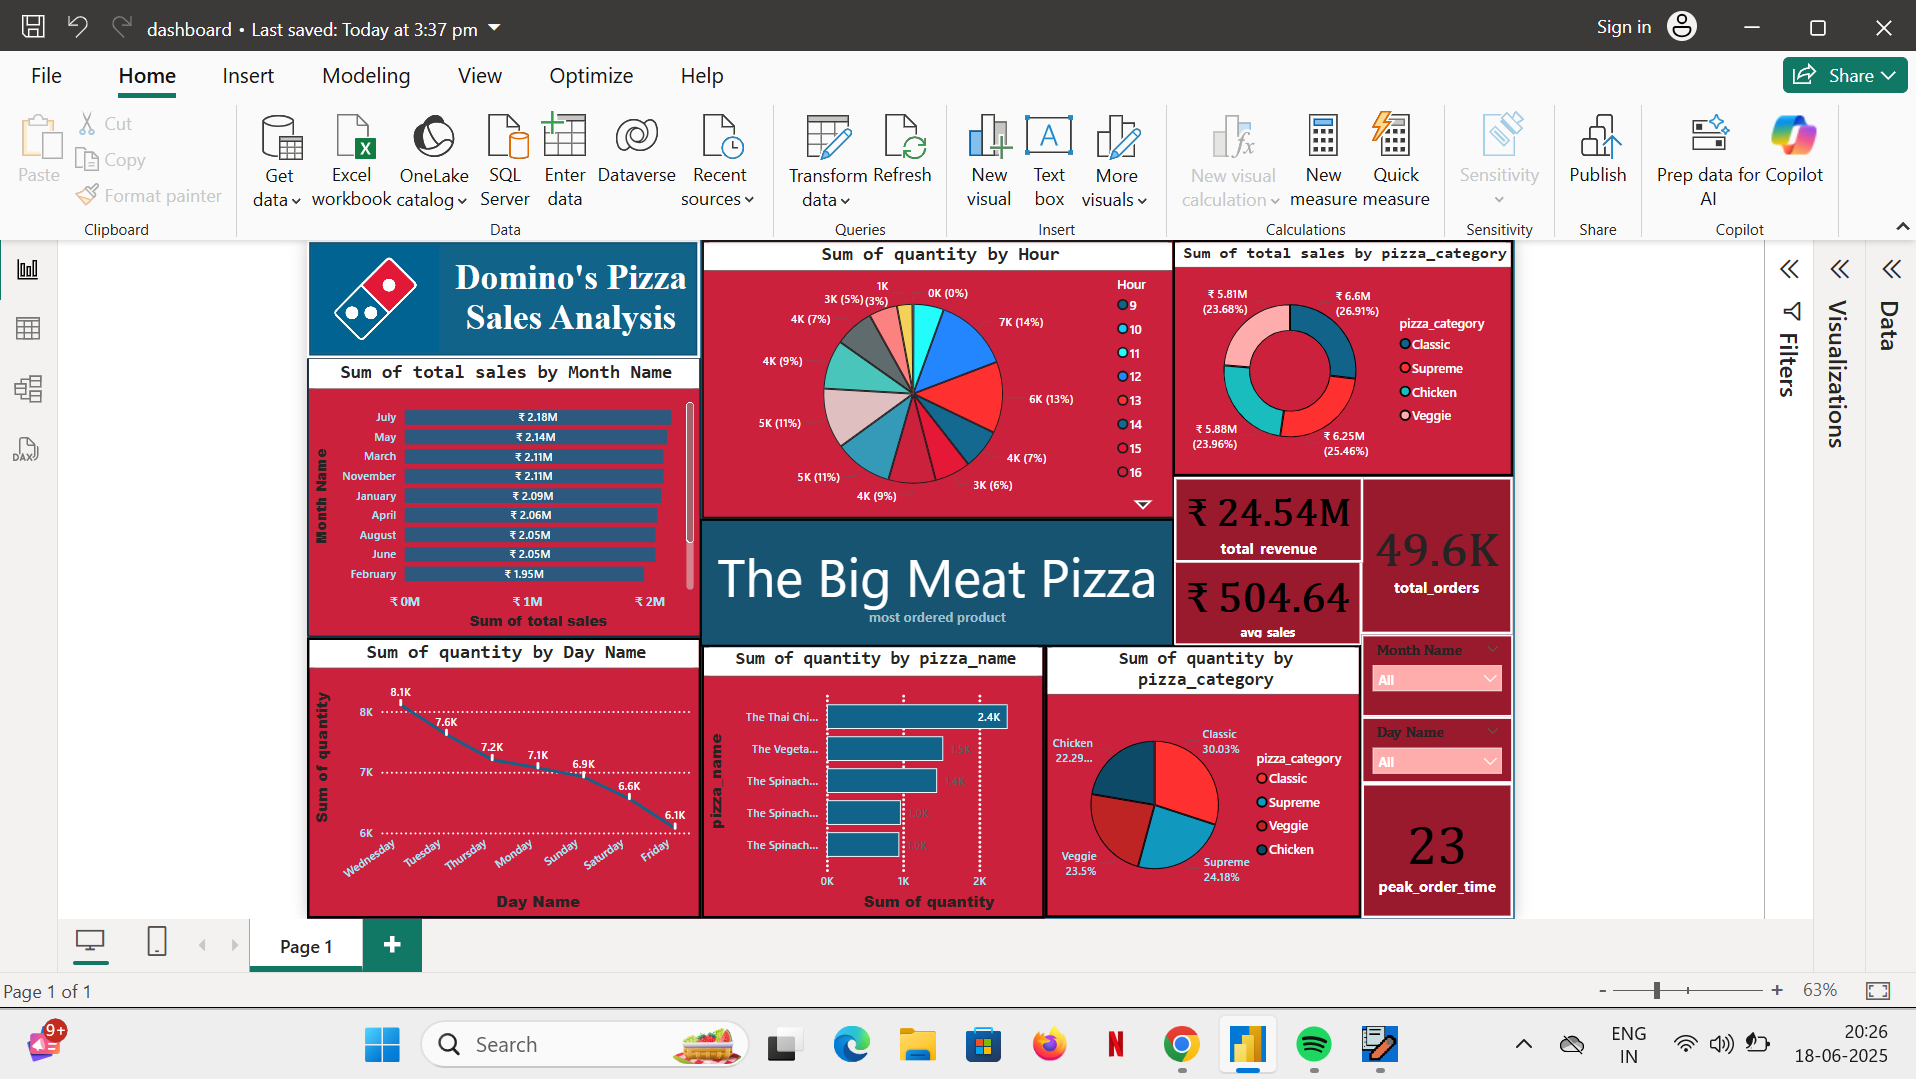 dashboard • Last saved: Today at 3:37 pm
Sign in
File Home Insert Modeling View Optimize Help
Share
Paste
Cut
Copy
Format painter
Clipboard
Get data
Excel workbook
OneLake catalog
SQL Server
Enter data
Dataverse
Recent sources
Data
Transform data
Refresh
Queries
New visual
Text box
More visuals
Insert
New visual calculation
New measure
Quick measure
Calculations
Sensitivity
Sensitivity
Publish
Share
Prep data for AI
Copilot
Copilot
Domino's Pizza
Sales Analysis
Sum of total sales by Month Name
Month Name
July ₹ 2.18M
May ₹ 2.14M
March ₹ 2.11M
November ₹ 2.11M
January ₹ 2.09M
April ₹ 2.06M
August ₹ 2.05M
June ₹ 2.05M
February ₹ 1.95M
₹ 0M ₹ 1M ₹ 2M
Sum of total sales
Sum of quantity by Hour
0K (0%)
7K (14%)
6K (13%)
4K (7%)
3K (6%)
4K (9%)
5K (11%)
5K (11%)
4K (9%)
4K (7%)
3K (5%)
1K
(3%)
Hour
9
10
11
12
13
14
15
16
Sum of total sales by pizza_category
₹ 6.6M
(26.91%)
₹ 6.25M
(25.46%)
₹ 5.88M
(23.96%)
₹ 5.81M
(23.68%)
pizza_category
Classic
Supreme
Chicken
Veggie
The Big Meat Pizza
most ordered product
₹ 24.54M
total revenue
₹ 504.64
avg sales
49.6K
total_orders
Month Name
All
Day Name
All
23
peak_order_time
Sum of quantity by Day Name
Sum of quantity
8K
7K
6K
8.1K
7.6K
7.2K
7.1K
6.9K
6.6K
6.1K
Wednesday Tuesday Thursday Monday Sunday Saturday Friday
Day Name
Sum of quantity by pizza_name
pizza_name
The Thai Chi... 2.4K
The Vegeta...
The Spinach... 1.4K
The Spinach...
The Spinach...
0K 1K 2K
Sum of quantity
Sum of quantity by
pizza_category
Classic
30.03%
Supreme
24.18%
Veggie
23.5%
Chicken
22.29...
pizza_category
Classic
Supreme
Veggie
Chicken
Filters
Visualizations
Data
DAX
Page 1
Page 1 of 1
- + 63%
9+
Search
ENG
IN
20:26
18-06-2025